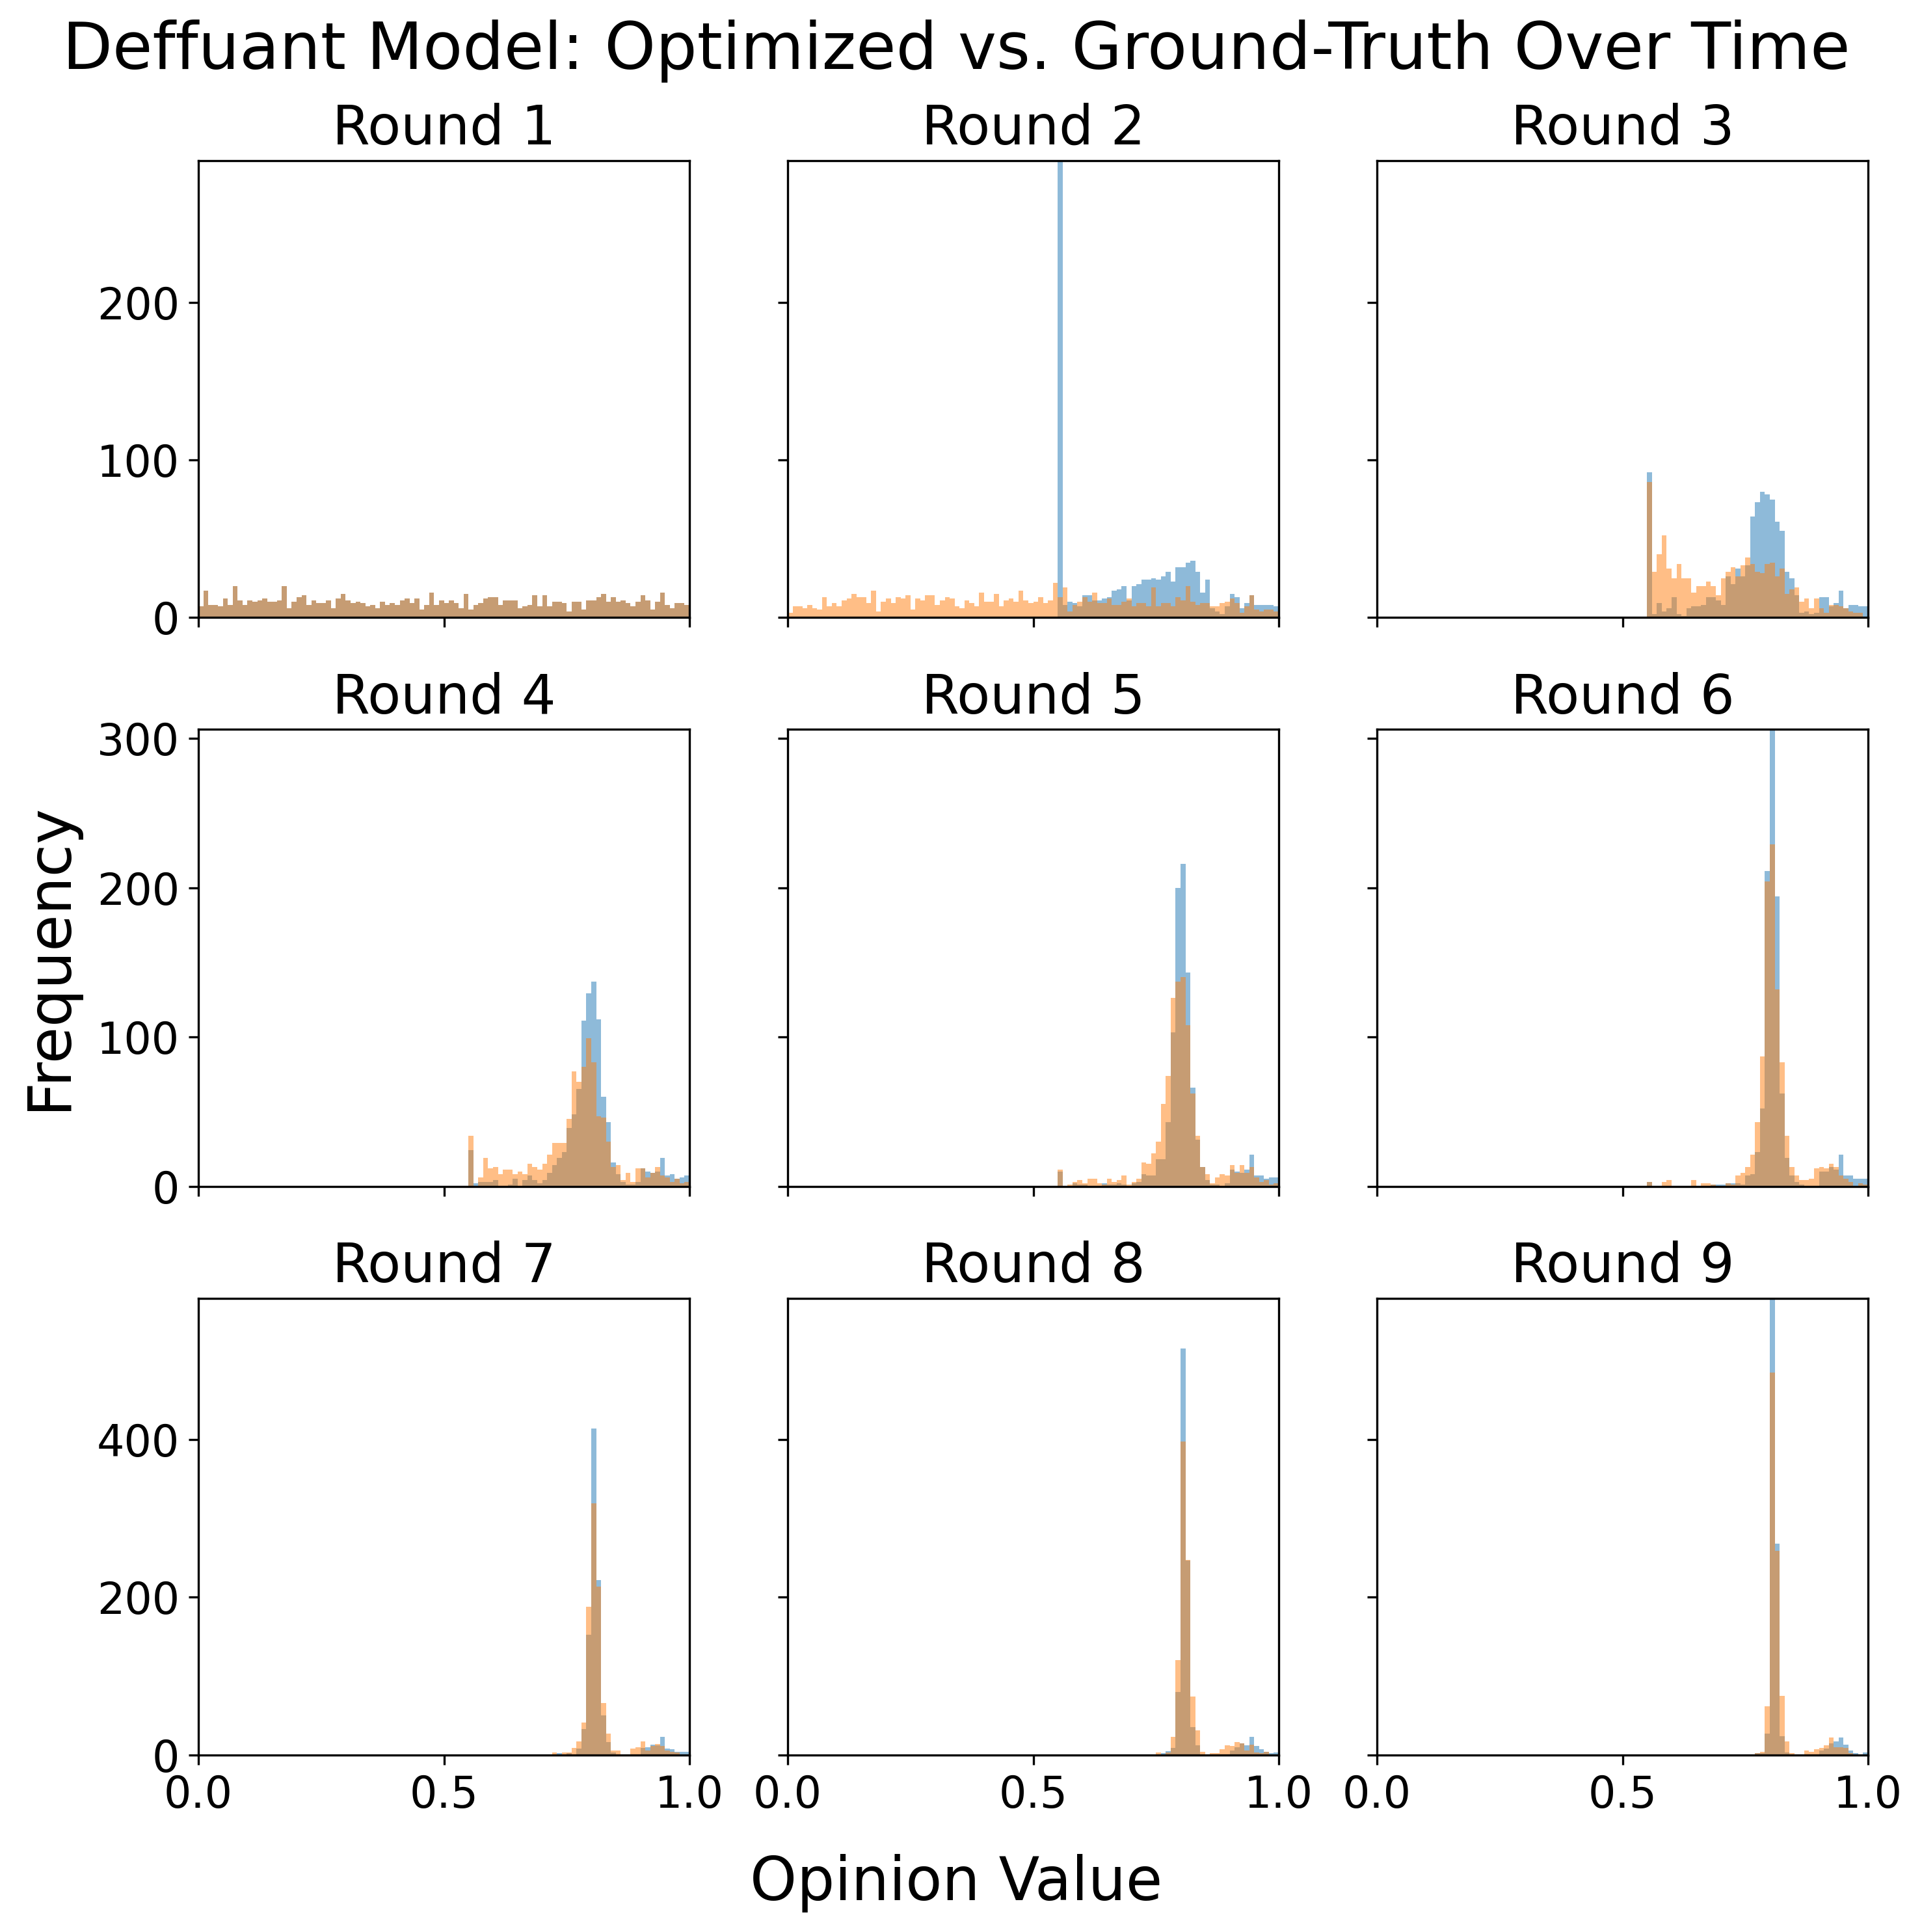 Deffuant Model: Optimized vs. Ground-Truth Over Time
Round 1
Round 2
Round 3
200
100
0
Round 4
Round 5
Round 6
300
200
100
0
Frequency
Round 7
Round 8
Round 9
400
200
0
0.0 0.5 1.0
0.0 0.5 1.0
0.0 0.5 1.0
Opinion Value